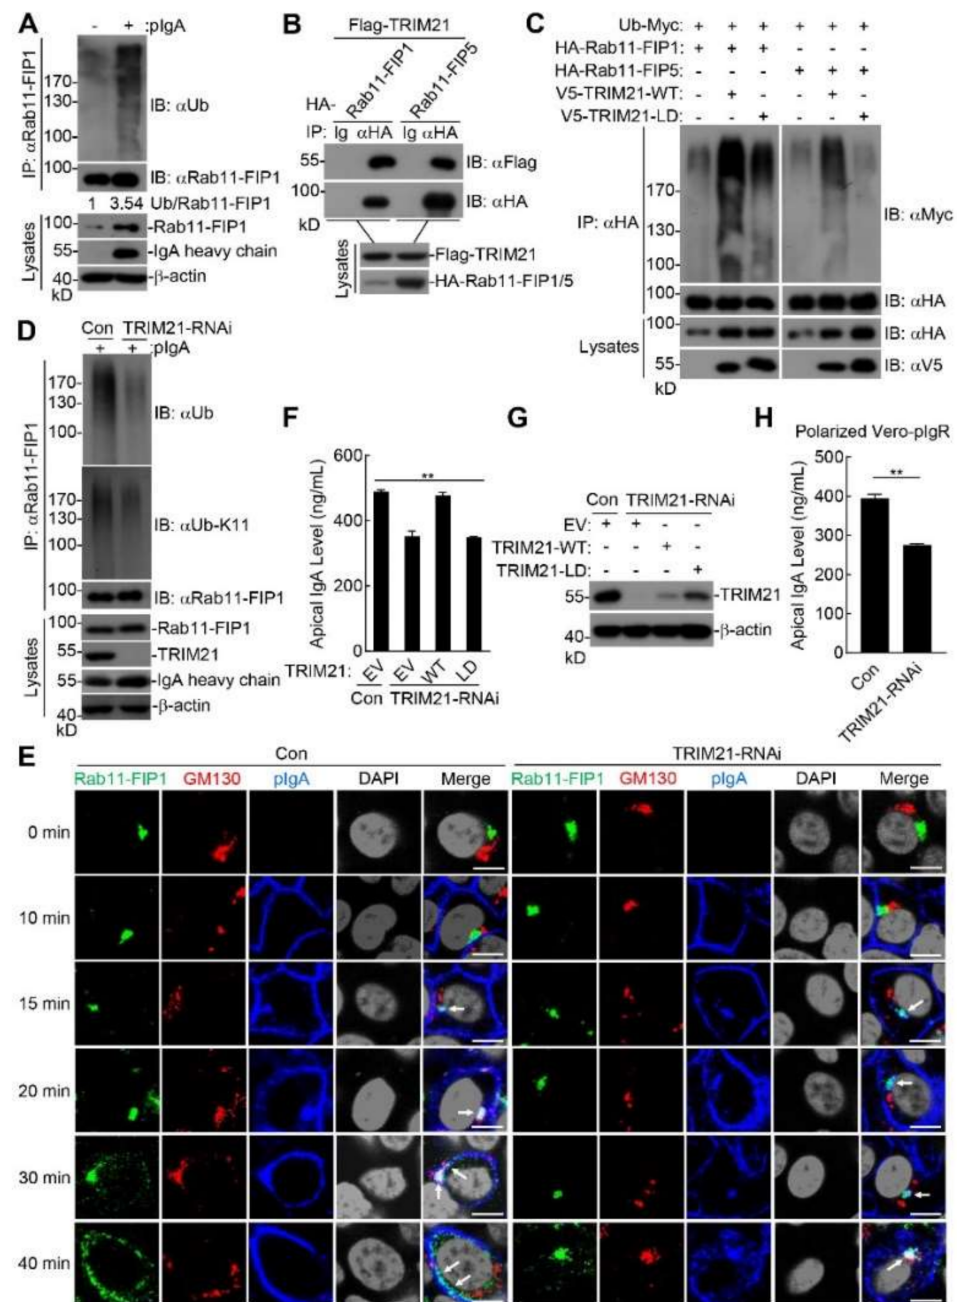 A
- + :pIgA
IP: αRab11-FIP1
170-
130-
100-
IB: αUb
100-
IB: αRab11-FIP1
1 3.54 Ub/Rab11-FIP1
Lysates
100- -Rab11-FIP1
55- -IgA heavy chain
40- -β-actin
kD
B
Flag-TRIM21
HA- Rab11-FIP1 Rab11-FIP5
IP: Ig αHA Ig αHA
55- IB: αFlag
100- IB: αHA
kD
Lysates
-Flag-TRIM21
-HA-Rab11-FIP1/5
C
Ub-Myc: + + + + + +
HA-Rab11-FIP1: + + + - - -
HA-Rab11-FIP5: - - - + + +
V5-TRIM21-WT: - + - - + -
V5-TRIM21-LD: - - + - - +
IP: αHA
170-
130-
100-
IB: αMyc
100- IB: αHA
Lysates
100- IB: αHA
55- IB: αV5
kD
D
Con TRIM21-RNAi
+ + :pIgA
IP: αRab11-FIP1
170-
130-
100-
IB: αUb
170-
130-
100-
IB: αUb-K11
100- IB: αRab11-FIP1
Lysates
100- -Rab11-FIP1
55- -TRIM21
55- -IgA heavy chain
40- -β-actin
kD
F
Apical IgA Level (ng/mL)
600
400
200
0
**
TRIM21: EV EV WT LD
Con TRIM21-RNAi
G
Con TRIM21-RNAi
EV: + + - -
TRIM21-WT: - - + -
TRIM21-LD: - - - +
55- -TRIM21
40- -β-actin
kD
H
Polarized Vero-pIgR
Apical IgA Level (ng/mL)
500
400
300
200
100
0
**
Con
TRIM21-RNAi
E
Con TRIM21-RNAi
Rab11-FIP1 GM130 pIgA DAPI Merge Rab11-FIP1 GM130 pIgA DAPI Merge
0 min
10 min
15 min
20 min
30 min
40 min